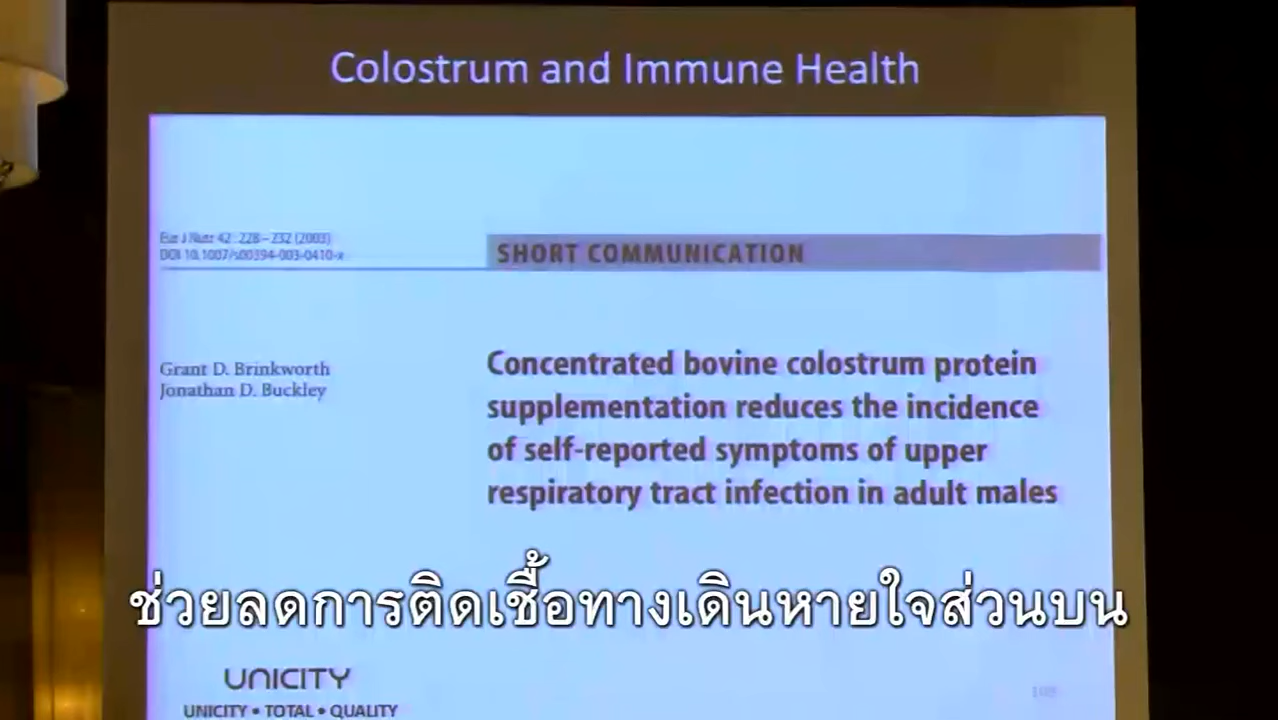 Colostrum and Immune Health
Eur J Nutr 42 : 228–232 (2003)
DOI 10.1007/s00394-003-0410-x
SHORT COMMUNICATION
Grant D. Brinkworth
Jonathan D. Buckley
Concentrated bovine colostrum protein
supplementation reduces the incidence
of self-reported symptoms of upper
respiratory tract infection in adult males
ช่วยลดการติดเชื้อทางเดินหายใจส่วนบน
UNICITY
UNICITY • TOTAL • QUALITY